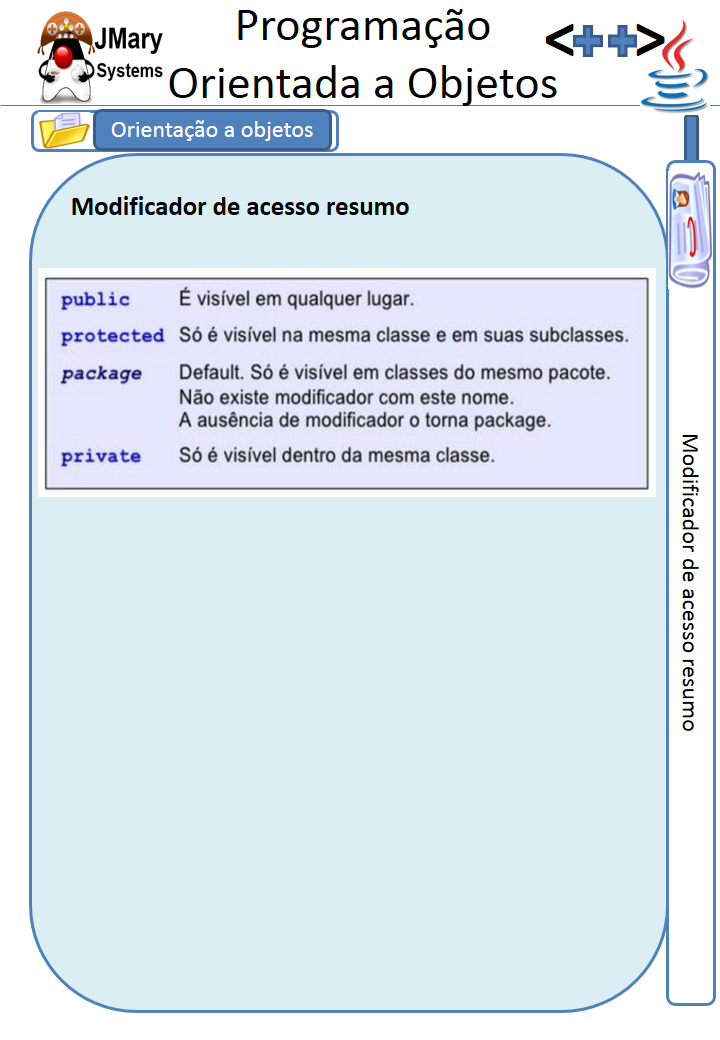 JMary
Systems
Programação
Orientada a Objetos
<++>
Orientação a objetos
Modificador de acesso resumo
public É visível em qualquer lugar.
protected Só é visível na mesma classe e em suas subclasses.
package Default. Só é visível em classes do mesmo pacote.
Não existe modificador com este nome.
A ausência de modificador o torna package.
private Só é visível dentro da mesma classe.
Modificador de acesso resumo